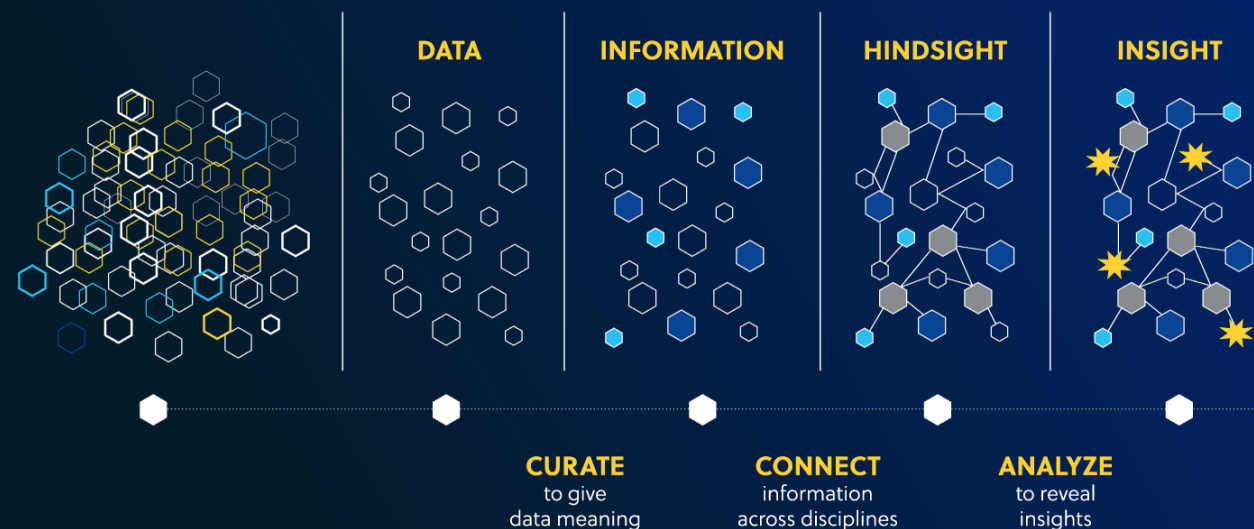 DATA
INFORMATION
HINDSIGHT
INSIGHT
CURATE
to give
data meaning
CONNECT
information
across disciplines
ANALYZE
to reveal
insights